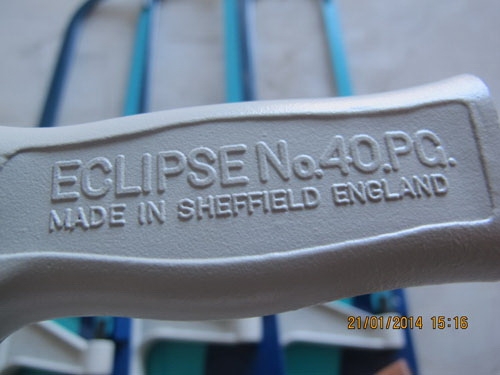 ECLIPSE No.40.PG.
MADE IN SHEFFIELD ENGLAND
21/01/2014 15:16